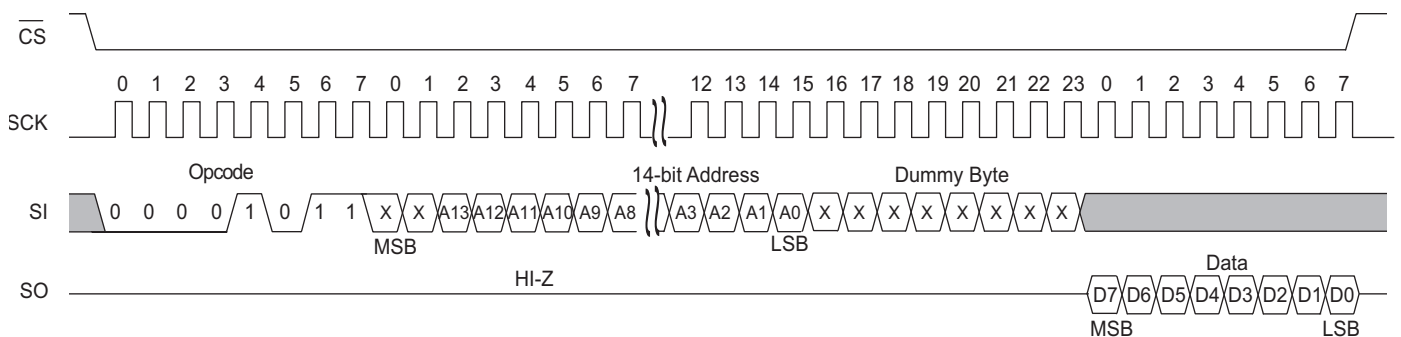 CS
0 1 2 3 4 5 6 7 0 1 2 3 4 5 6 7 12 13 14 15 16 17 18 19 20 21 22 23 0 1 2 3 4 5 6 7
SCK
Opcode 14-bit Address Dummy Byte
SI 0 0 0 0 1 0 1 1 X X A13 A12 A11 A10 A9 A8 A3 A2 A1 A0 X X X X X X X X
MSB LSB
HI-Z Data
SO D7 D6 D5 D4 D3 D2 D1 D0
MSB LSB